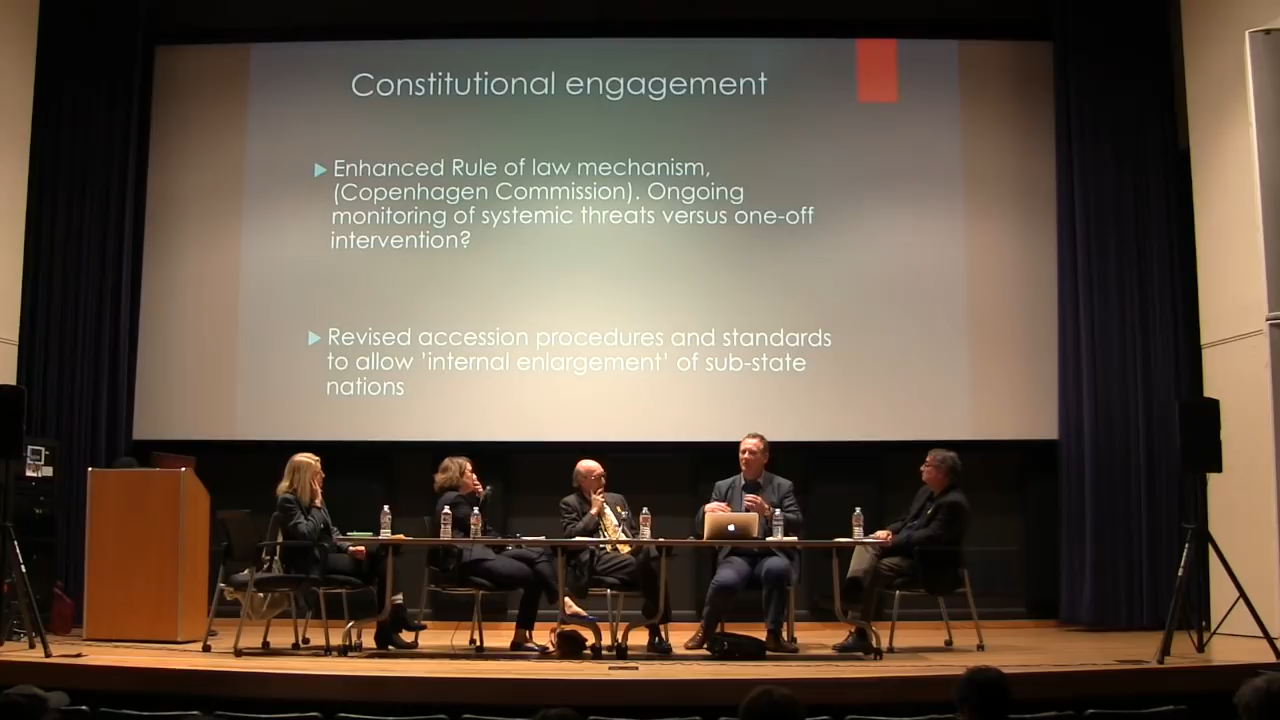 Constitutional engagement
Enhanced Rule of law mechanism,
(Copenhagen Commission). Ongoing
monitoring of systemic threats versus one-off
intervention?
Revised accession procedures and standards
to allow 'internal enlargement' of sub-state
nations